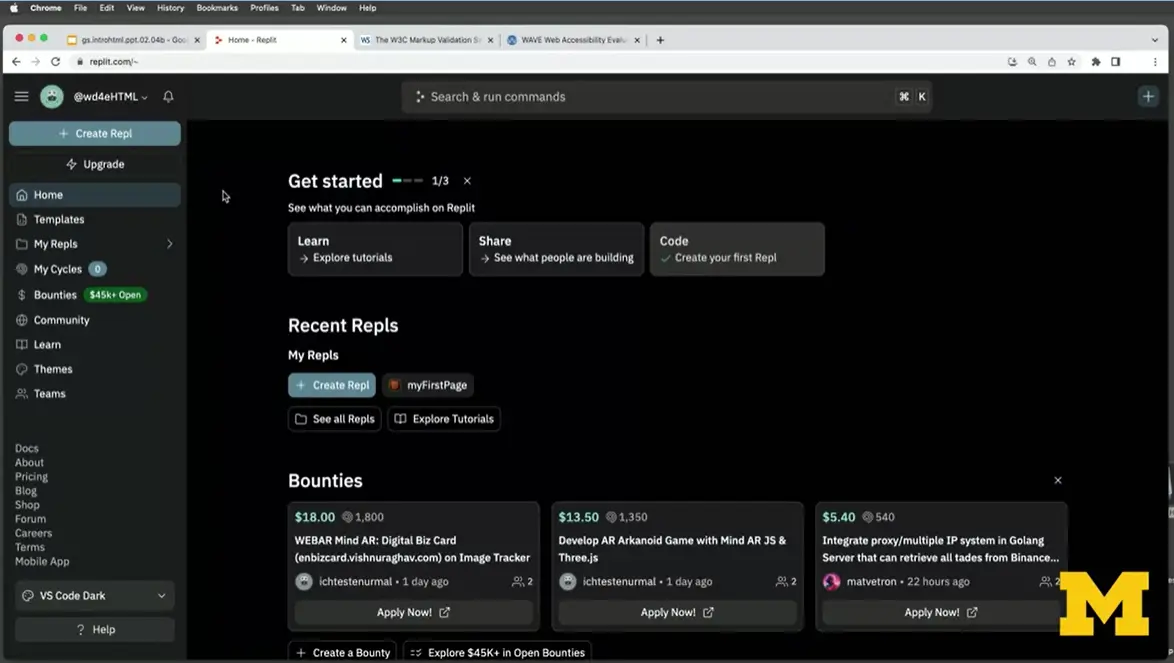 Chrome File Edit View History Bookmarks Profiles Tab Window Help
gs.introhtml.ppt.02.04b - Goo
Home - Replit
The W3C Markup Validation S
WAVE Web Accessibility Evalu
replit.com/~
@wd4eHTML
Search & run commands
⌘ K
+ Create Repl
Upgrade
Home
Templates
My Repls
My Cycles 0
Bounties $45k+ Open
Community
Learn
Themes
Teams
Docs
About
Pricing
Blog
Shop
Forum
Careers
Terms
Mobile App
VS Code Dark
? Help
Get started 1/3
See what you can accomplish on Replit
Learn
→ Explore tutorials
Share
→ See what people are building
Code
✓ Create your first Repl
Recent Repls
My Repls
+ Create Repl
myFirstPage
See all Repls
Explore Tutorials
Bounties
$18.00 1,800
WEBAR Mind AR: Digital Biz Card
(enbizcard.vishnuraghav.com) on Image Tracker
ichtestenurmal • 1 day ago 2
Apply Now!
$13.50 1,350
Develop AR Arkanoid Game with Mind AR JS &
Three.js
ichtestenurmal • 1 day ago 2
Apply Now!
$5.40 540
Integrate proxy/multiple IP system in Golang
Server that can retrieve all tades from Binance...
matvetron • 22 hours ago 2
Apply Now!
+ Create a Bounty
Explore $45K+ in Open Bounties
M